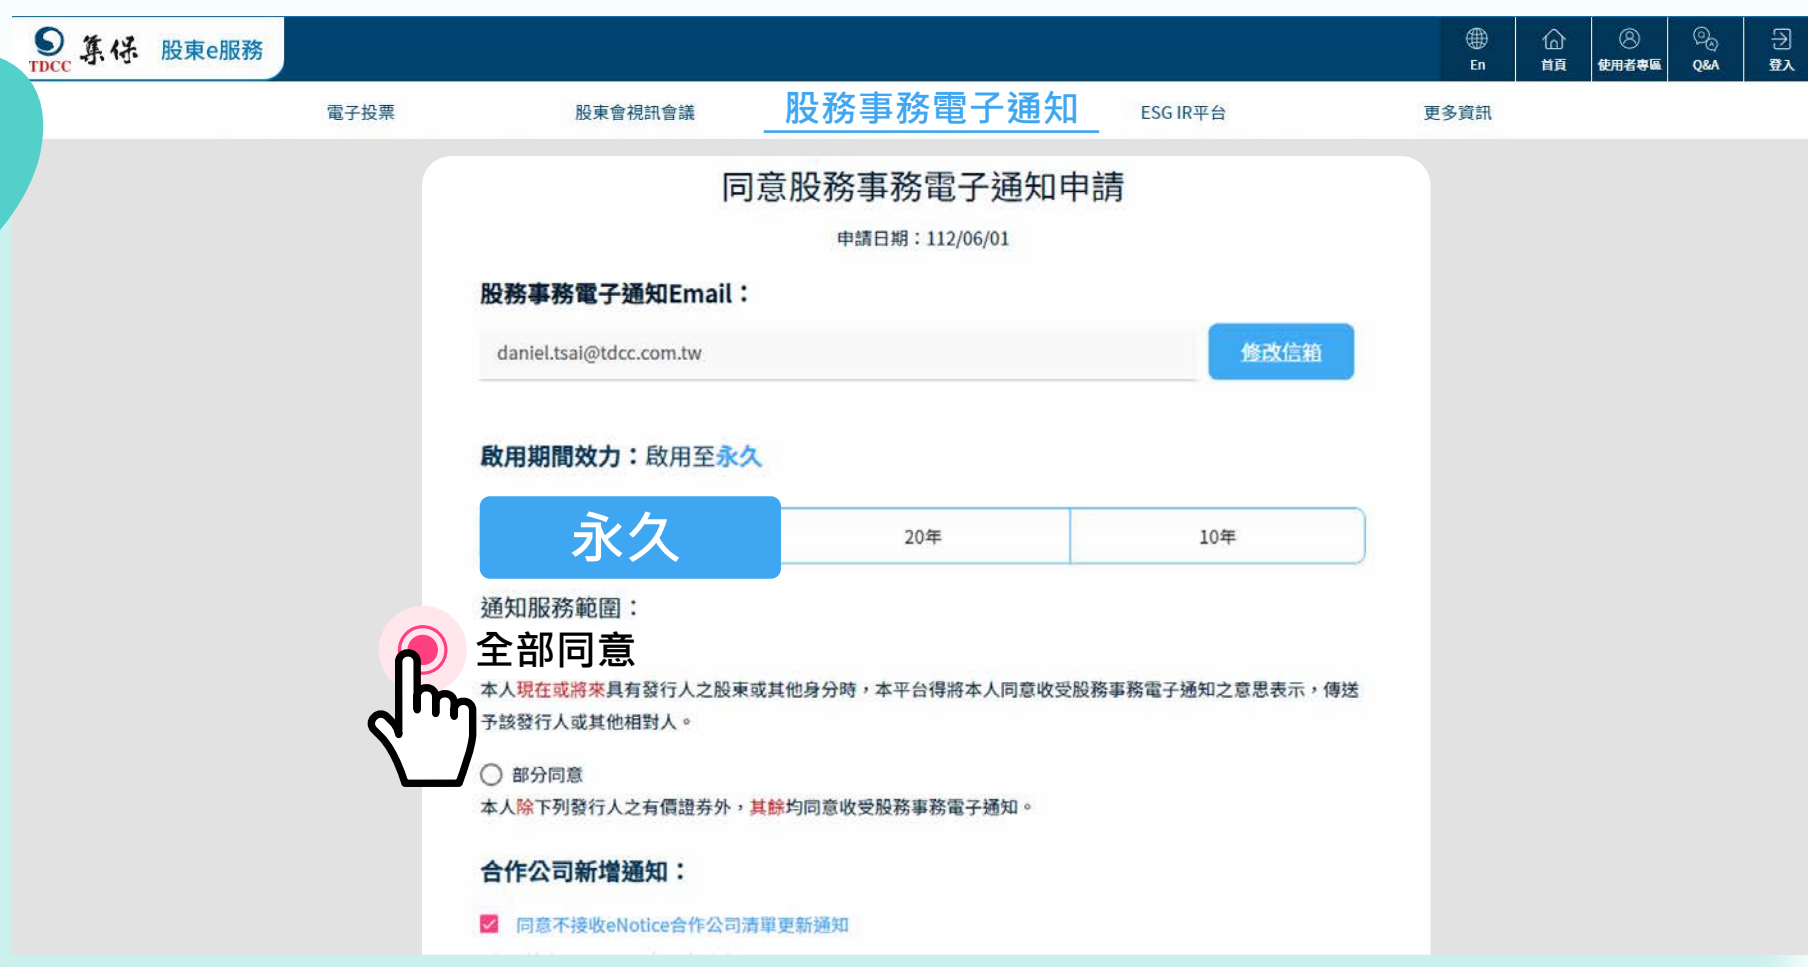 TDCC 集保 股東e服務
En 首頁 使用者專區 Q&A 登入
電子投票 股東會視訊會議 股務事務電子通知 ESG IR平台 更多資訊
同意股務事務電子通知申請
申請日期：112/06/01
股務事務電子通知Email：
daniel.tsai@tdcc.com.tw 修改信箱
啟用期間效力：啟用至永久
永久 20年 10年
通知服務範圍：
全部同意
本人現在或將來具有發行人之股東或其他身分時，本平台得將本人同意收受股務事務電子通知之意思表示，傳送
予該發行人或其他相對人。
部分同意
本人除下列發行人之有價證券外，其餘均同意收受股務事務電子通知。
合作公司新增通知：
同意不接收eNotice合作公司清單更新通知